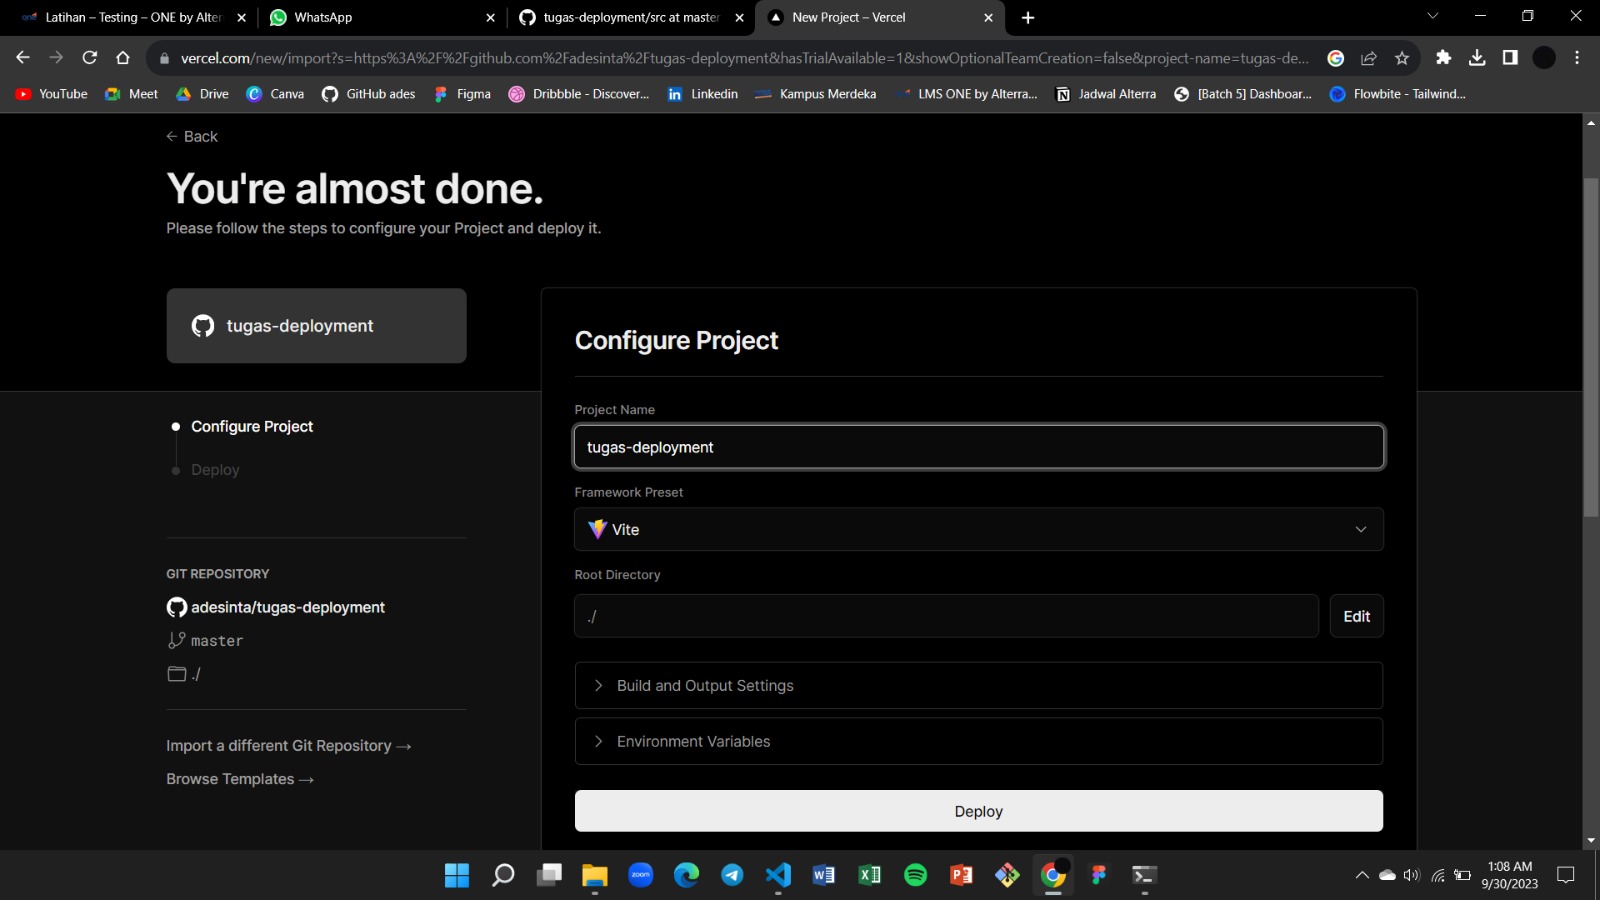 Latihan – Testing – ONE by Alter
WhatsApp
tugas-deployment/src at master
New Project – Vercel
vercel.com/new/import?s=https%3A%2F%2Fgithub.com%2Fadesinta%2Ftugas-deployment&hasTrialAvailable=1&showOptionalTeamCreation=false&project-name=tugas-de...
YouTube
Meet
Drive
Canva
GitHub ades
Figma
Dribbble - Discover...
Linkedin
Kampus Merdeka
LMS ONE by Alterra...
Jadwal Alterra
[Batch 5] Dashboar...
Flowbite - Tailwind...
← Back
You're almost done.
Please follow the steps to configure your Project and deploy it.
tugas-deployment
Configure Project
Deploy
GIT REPOSITORY
adesinta/tugas-deployment
master
./
Import a different Git Repository →
Browse Templates →
Configure Project
Project Name
tugas-deployment
Framework Preset
Vite
Root Directory
./
Edit
Build and Output Settings
Environment Variables
Deploy
zoom
1:08 AM
9/30/2023